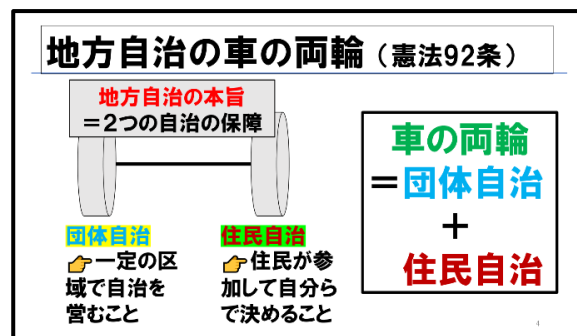 地方自治の車の両輪（憲法92条）
地方自治の本旨
＝2つの自治の保障
団体自治
👉一定の区
域で自治を
営むこと
住民自治
👉住民が参
加して自分ら
で決めること
車の両輪
＝団体自治
＋
住民自治
4